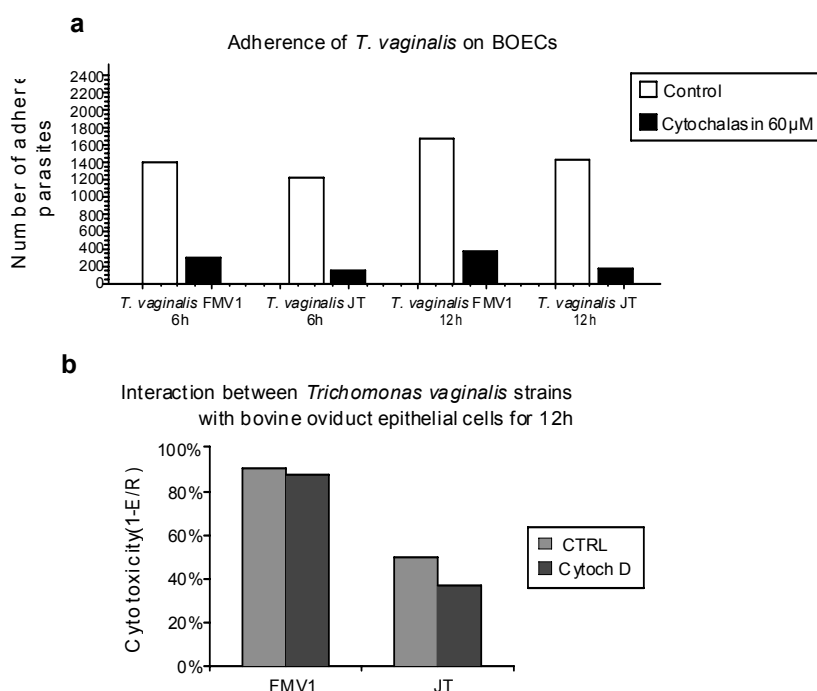 a
Adherence of T. vaginalis on BOECs
Number of adhere
parasites
2400
2200
2000
1800
1600
1400
1200
1000
800
600
400
200
0
T. vaginalis FMV1
6h
T. vaginalis JT
6h
T. vaginalis FMV1
12h
T. vaginalis JT
12h
Control
Cytochalasin 60µM
b
Interaction between Trichomonas vaginalis strains
with bovine oviduct epithelial cells for 12h
Cytotoxicity(1-E/R)
100%
80%
60%
40%
20%
0%
FMV1
JT
CTRL
Cytoch D